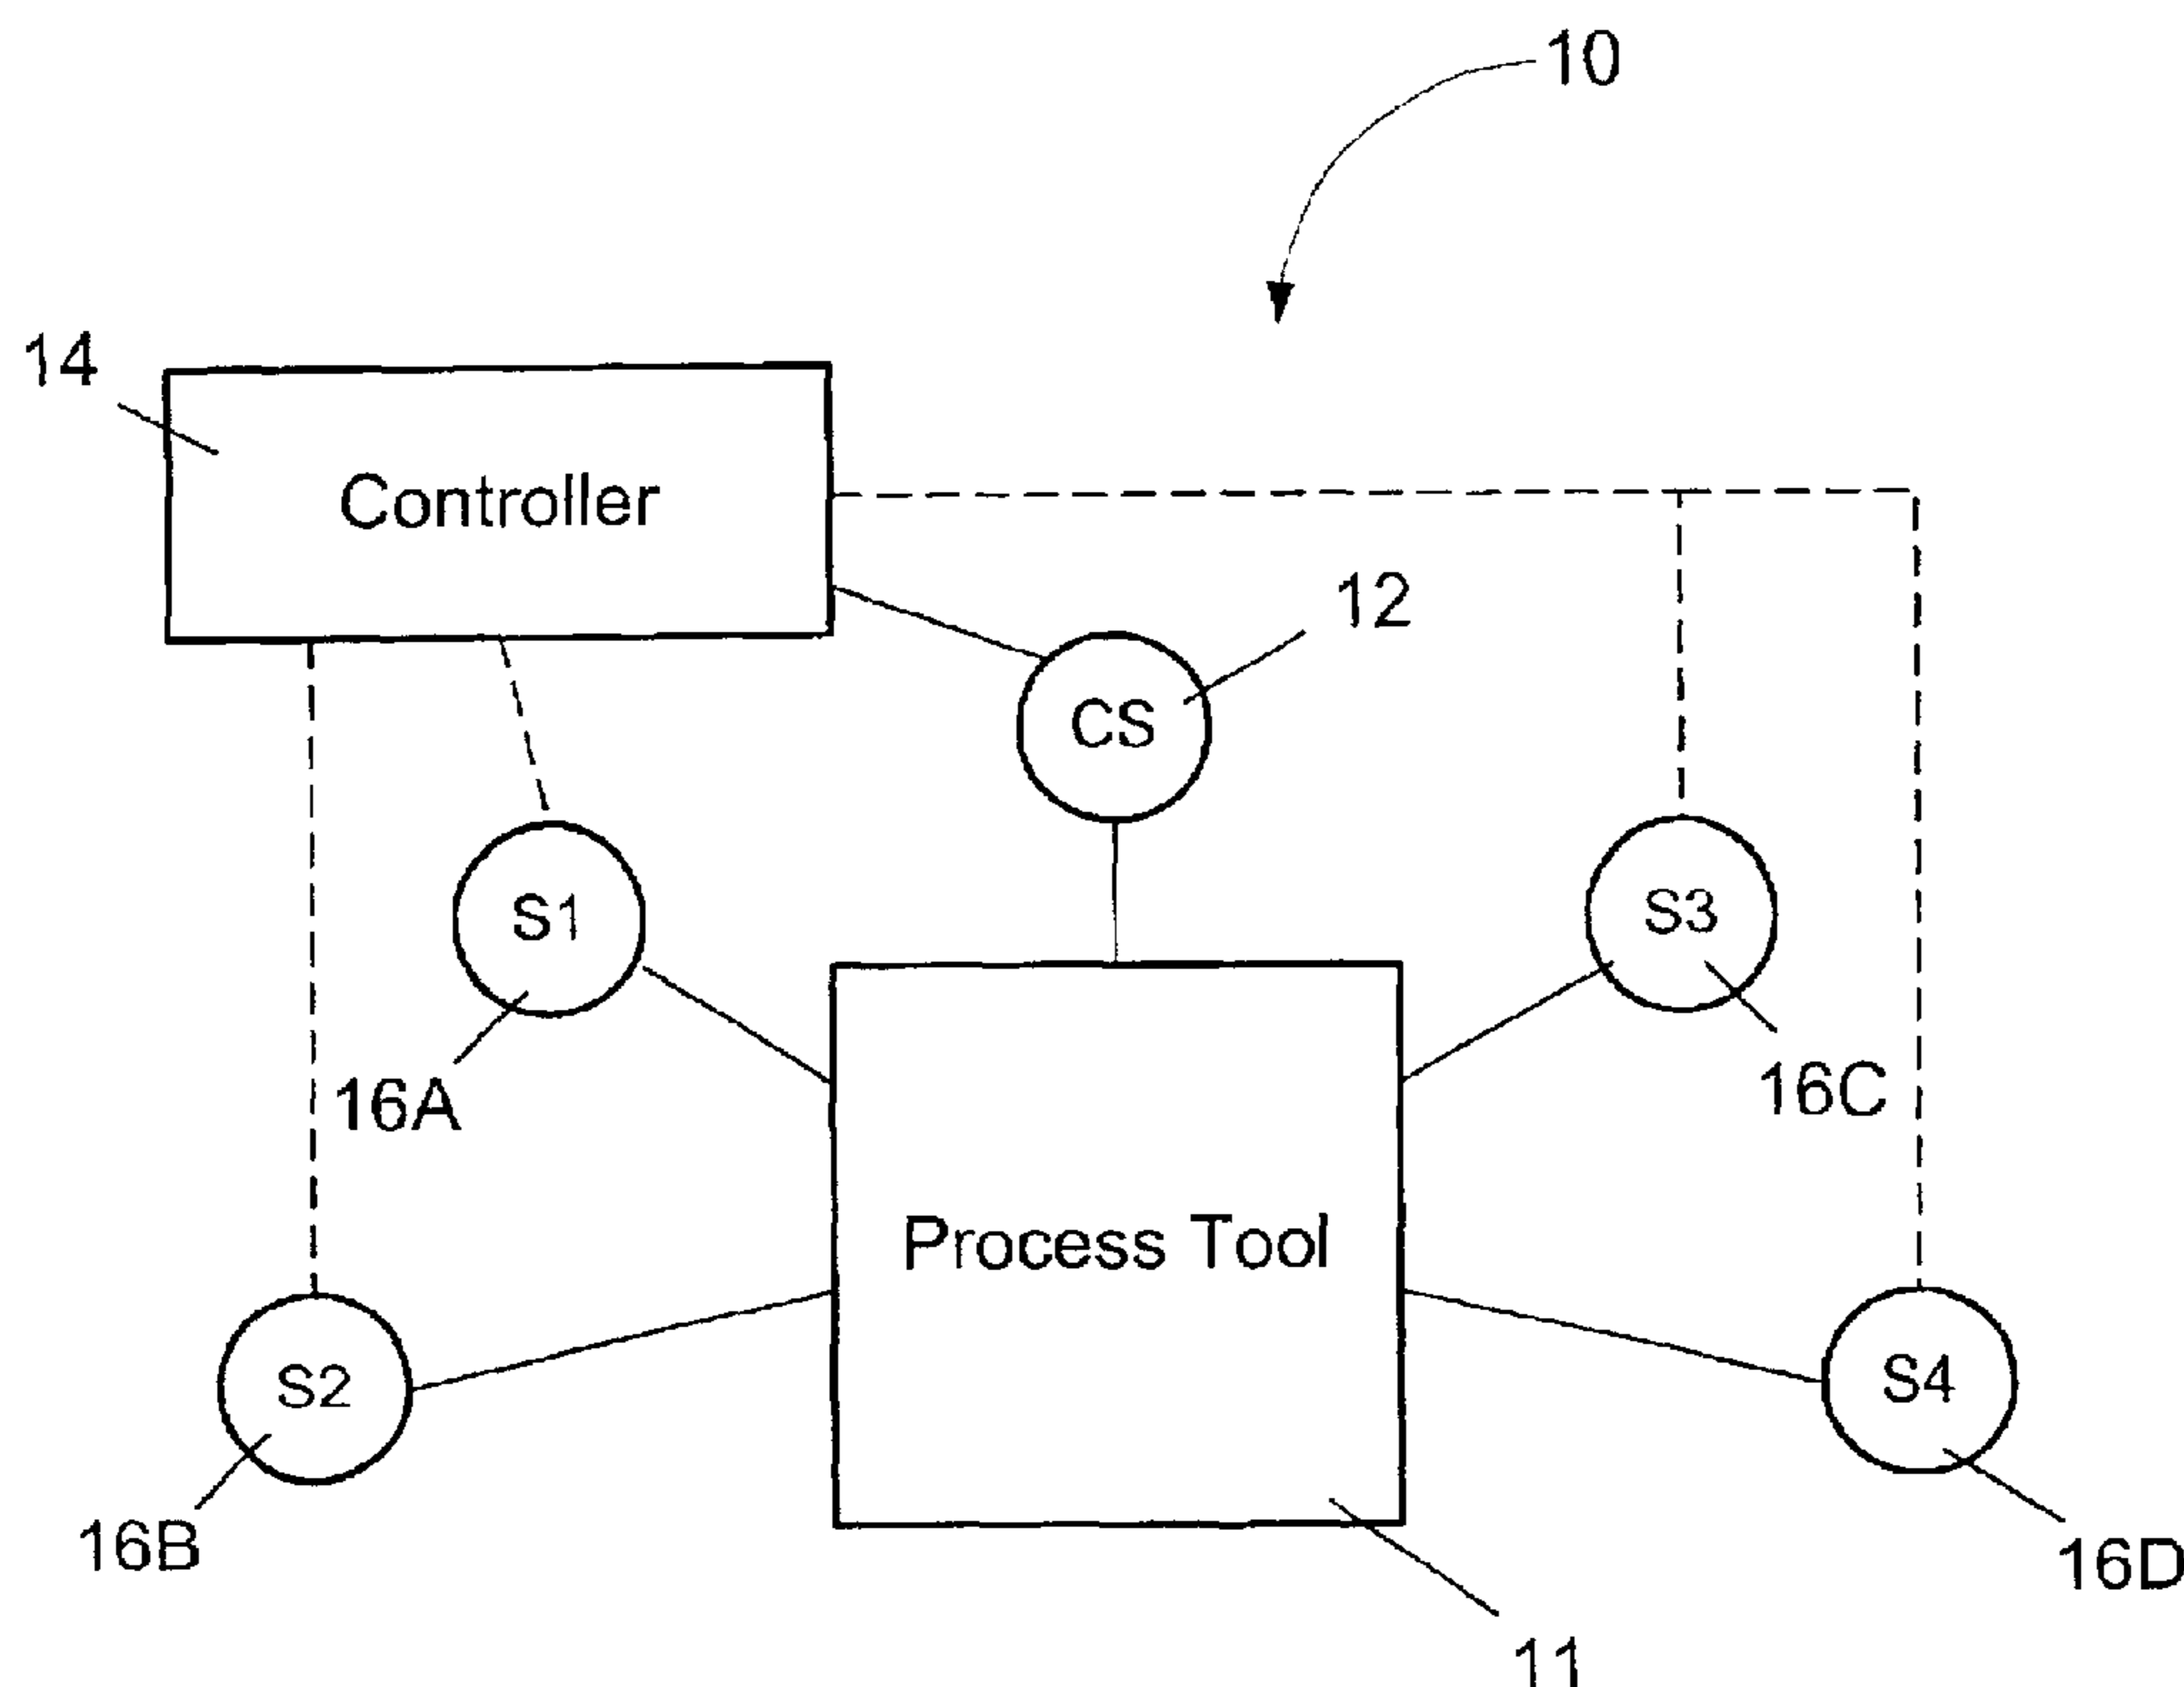 10
14
Controller
12
CS
S1
S3
16A
16C
Process Tool
S2
S4
16B
16D
11